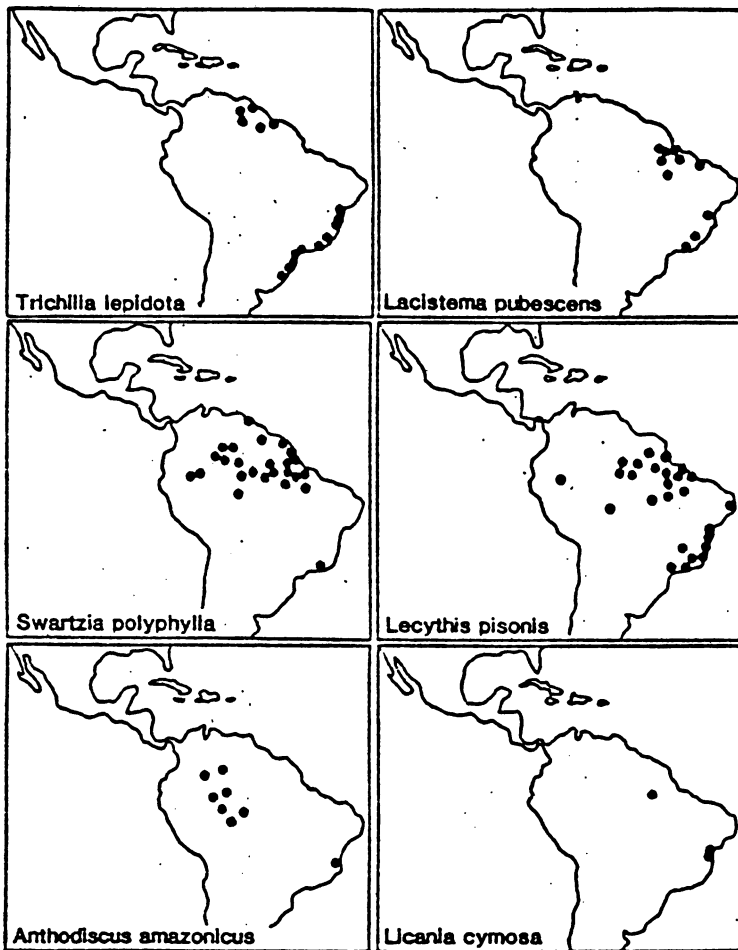 Trichilia lepidota
Lacistema pubescens
Swartzia polyphylla
Lecythis pisonis
Anthodiscus amazonicus
Licania cymosa